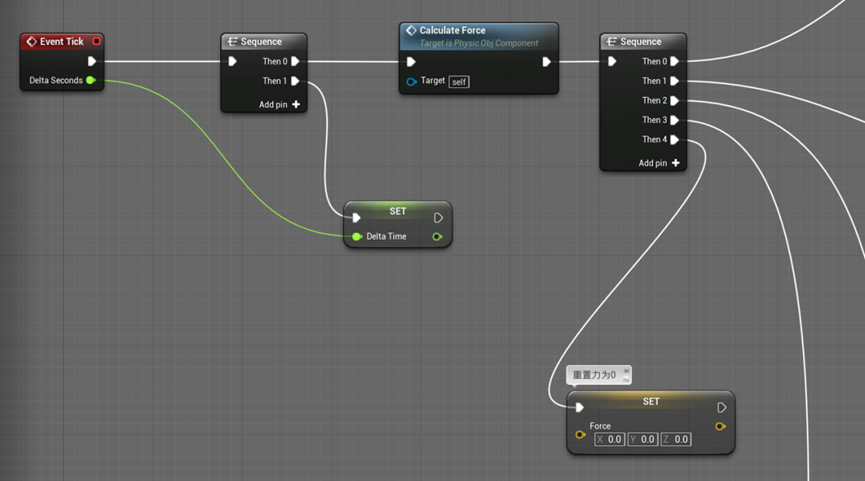 Event Tick
Delta Seconds
Sequence
Then 0
Then 1
Add pin
Calculate Force
Target is Physic Obj Component
Target self
Sequence
Then 0
Then 1
Then 2
Then 3
Then 4
Add pin
SET
Delta Time
重置力为0
SET
Force
X 0.0 Y 0.0 Z 0.0